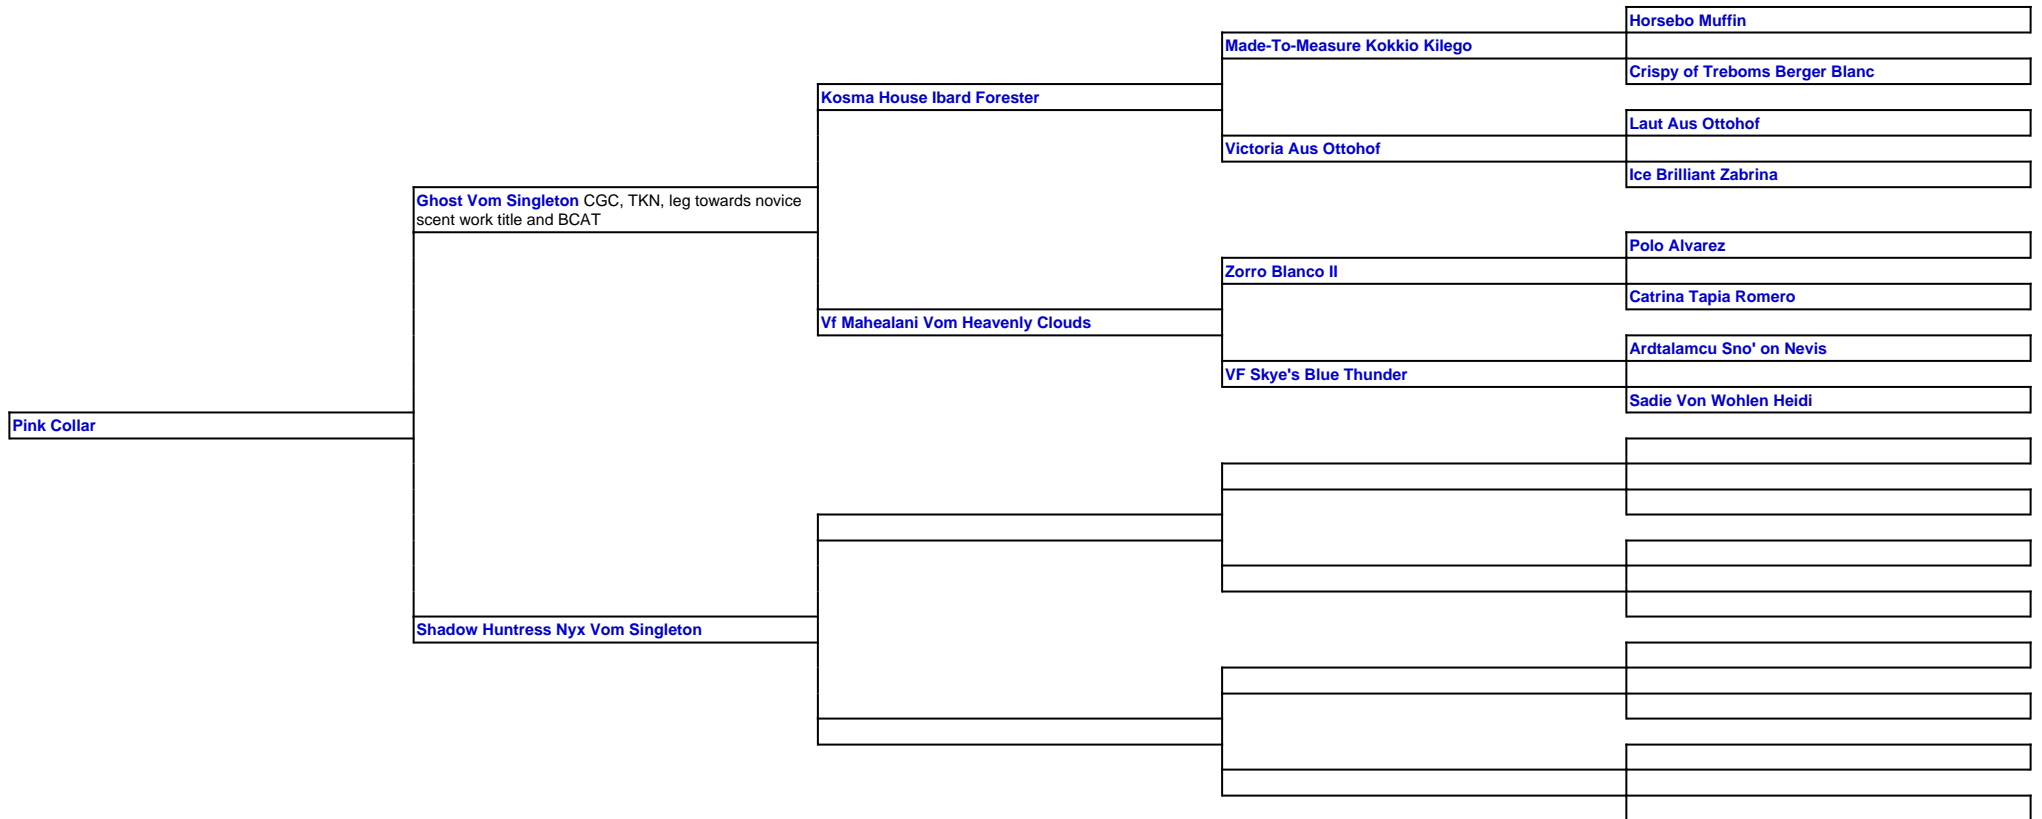 Horsebo Muffin
Made-To-Measure Kokkio Kilego
Crispy of Treboms Berger Blanc
Kosma House Ibard Forester
Laut Aus Ottohof
Victoria Aus Ottohof
Ice Brilliant Zabrina
Ghost Vom Singleton CGC, TKN, leg towards novice
scent work title and BCAT
Polo Alvarez
Zorro Blanco II
Catrina Tapia Romero
Vf Mahealani Vom Heavenly Clouds
Ardtalamcu Sno' on Nevis
VF Skye's Blue Thunder
Sadie Von Wohlen Heidi
Pink Collar
Shadow Huntress Nyx Vom Singleton